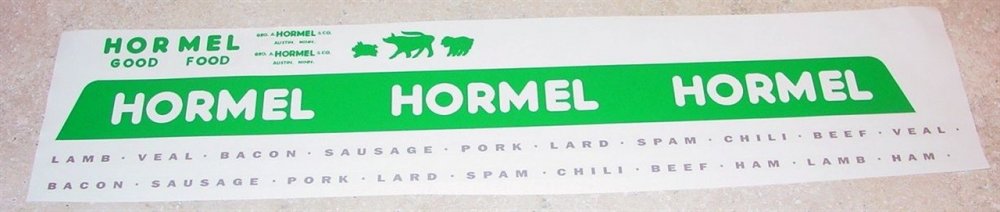 HORMEL
GOOD FOOD
GEO. A. HORMEL & CO.
AUSTIN, MINN.
GEO. A. HORMEL & CO.
AUSTIN, MINN.
HORMEL HORMEL HORMEL
LAMB · VEAL · BACON · SAUSAGE · PORK · LARD · SPAM · CHILI · BEEF · VEAL ·
BACON · SAUSAGE · PORK · LARD · SPAM · CHILI · BEEF · HAM · LAMB · HAM ·